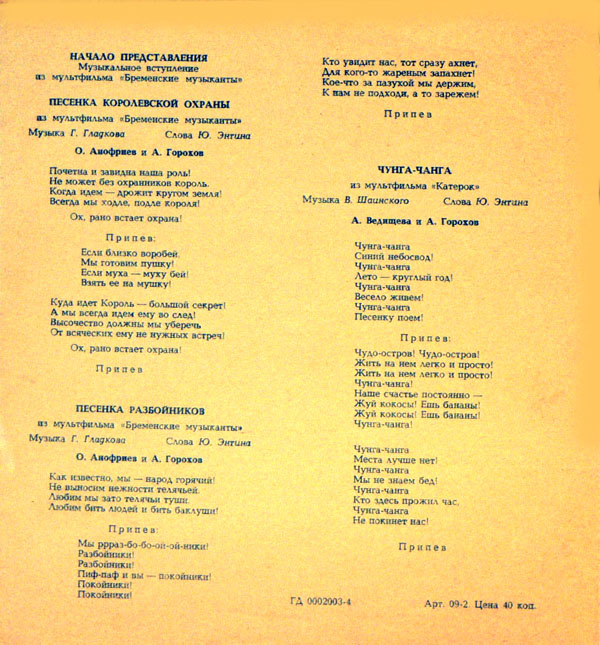 НАЧАЛО ПРЕДСТАВЛЕНИЯ
Музыкальное вступление
из мультфильма «Бременские музыканты»
ПЕСЕНКА КОРОЛЕВСКОЙ ОХРАНЫ
из мультфильма «Бременские музыканты»
Музыка Г. Гладкова Слова Ю. Энтина
О. Анофриев и А. Горохов
Почетна и завидна наша роль!
Не может без охранников король.
Когда идем — дрожит кругом земля!
Всегда мы ходле, подле короля!
Ох, рано встает охрана!
Припев:
Если близко воробей.
Мы готовим пушку!
Если муха — муху бей!
Взять ее на мушку!
Куда идет Король — большой секрет!
А мы всегда идем ему во след!
Высочество должны мы уберечь
От всяческих ему не нужных встреч!
Ох, рано встает охрана!
Припев
ПЕСЕНКА РАЗБОЙНИКОВ
из мультфильма «Бременские музыканты»
Музыка Г. Гладкова Слова Ю. Энтина
О. Анофриев и А. Горохов
Как известно, мы — народ горячий!
Не выносим нежности телячьей.
Любим мы зато телячьи туши.
Любим бить людей и бить баклуши!
Припев:
Мы ррраз-бо-бо-ой-ой-ники!
Разбойники!
Разбойники!
Пиф-паф и вы — покойники!
Покойники!
Покойники!
Кто увидит нас, тот сразу ахнет,
Для кого-то жареным запахнет!
Кое-что за пазухой мы держим,
К нам не подходи, а то зарежем!
Припев
ЧУНГА-ЧАНГА
из мультфильма «Катерок»
Музыка В. Шаинского Слова Ю. Энтина
А. Ведищева и А. Горохов
Чунга-чанга
Синий небосвод!
Чунга-чанга
Лето — круглый год!
Чунга-чанга
Весело живем!
Чунга-чанга
Песенку поем!
Припев:
Чудо-остров! Чудо-остров!
Жить на нем легко и просто!
Жить на нем легко и просто!
Чунга-чанга!
Наше счастье постоянно —
Жуй кокосы! Ешь бананы!
Жуй кокосы! Ешь бананы!
Чунга-чанга!
Чунга-чанга
Места лучше нет!
Чунга-чанга
Мы не знаем бед!
Чунга-чанга
Кто здесь прожил час,
Чунга-чанга
Не покинет нас!
Припев
ГД 0002003-4 Арт. 09-2. Цена 40 коп.